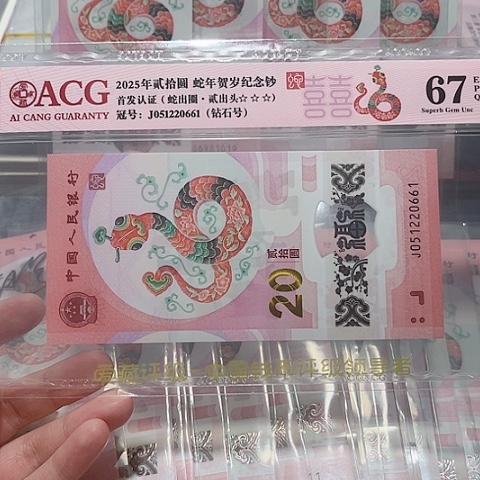 ACG
AI CANG GUARANTY
2025年贰拾圆 蛇年贺岁纪念钞
首发认证（蛇出圈·贰出头☆☆☆）
冠号：J051220661（钻石号）
67
Superb Gem Unc
E
P
Q
中国人民银行
贰拾圆
20
J051220661